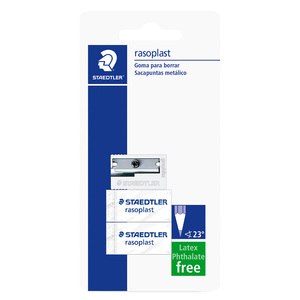 STAEDTLER
rasoplast
Goma para borrar
Sacapuntas metálico
STAEDTLER
rasoplast
STAEDTLER
rasoplast
23°
Latex
Phthalate
free